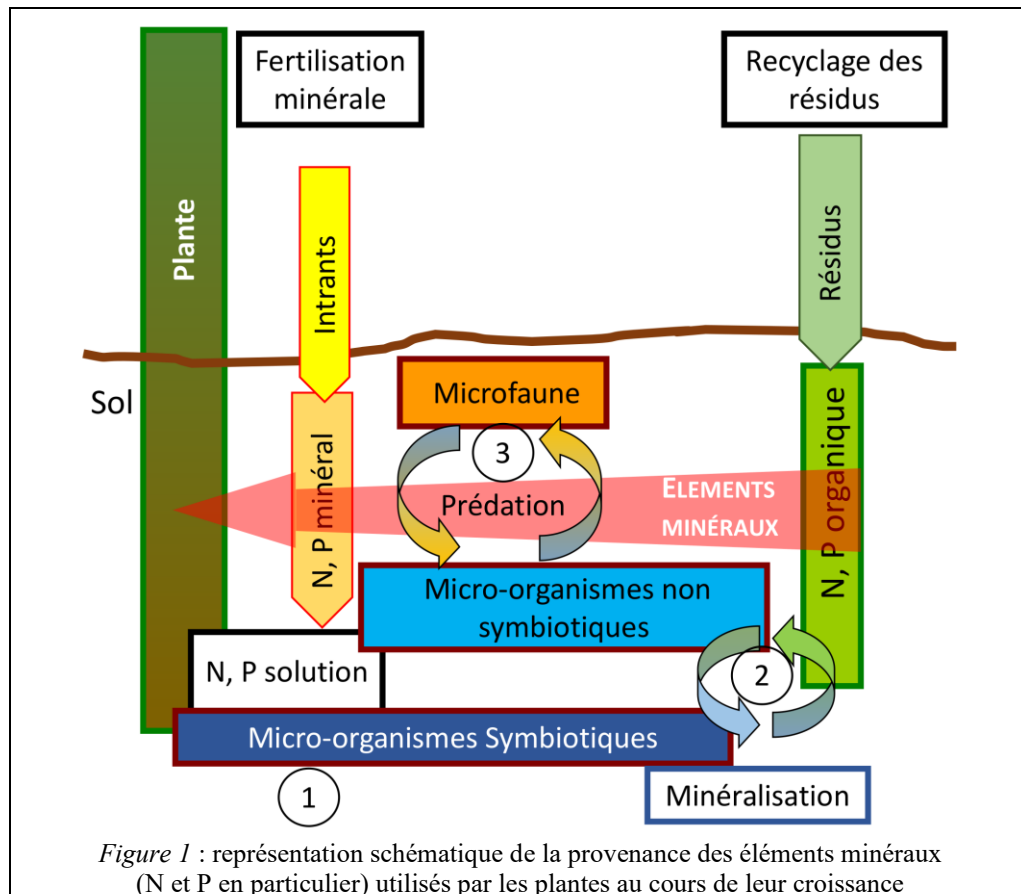 Fertilisation
minérale
Recyclage des
résidus
Plante
Intrants
Résidus
Sol
Microfaune
3
Prédation
ELEMENTS
MINÉRAUX
N, P minéral
N, P organique
Micro-organismes non
symbiotiques
2
N, P solution
Micro-organismes Symbiotiques
1
Minéralisation
Figure 1 : représentation schématique de la provenance des éléments minéraux
(N et P en particulier) utilisés par les plantes au cours de leur croissance